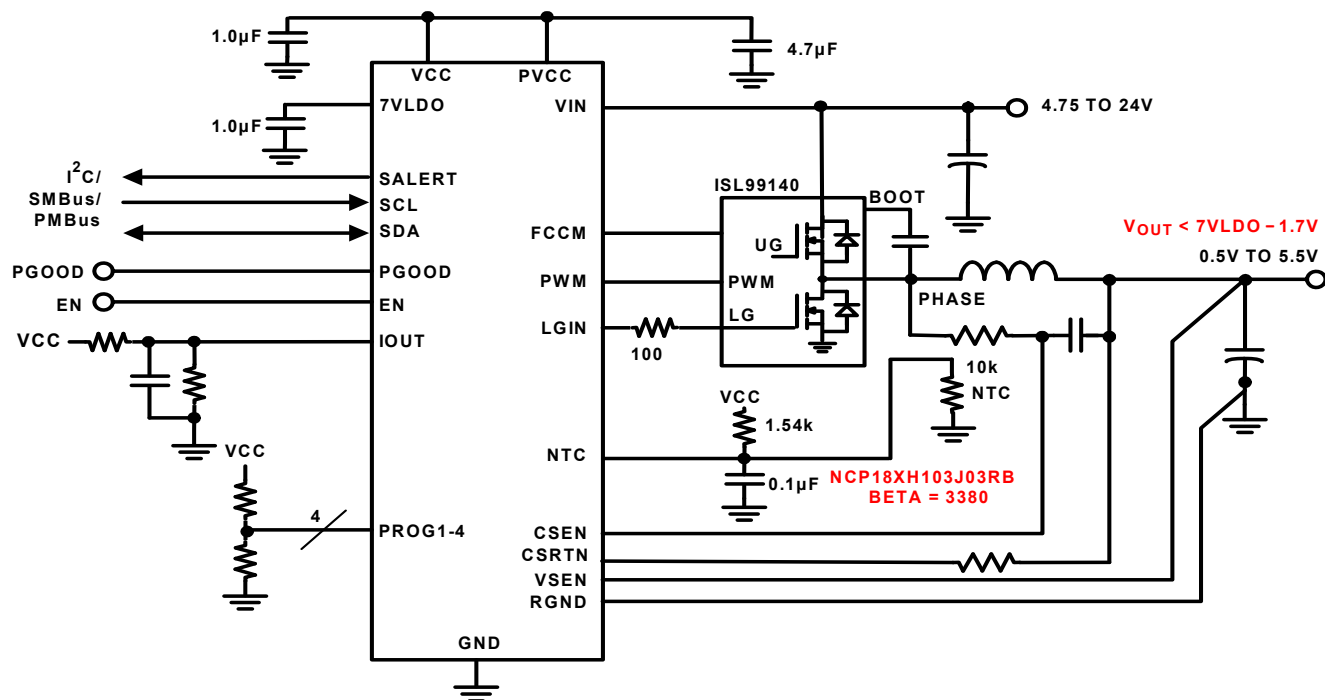 1.0µF
4.7µF
VCC
PVCC
7VLDO
VIN
4.75 TO 24V
1.0µF
I²C/
SMBus/
PMBus
SALERT
SCL
SDA
ISL99140
BOOT
FCCM
UG
VOUT < 7VLDO – 1.7V
0.5V TO 5.5V
PGOOD
PGOOD
PWM
PWM
EN
EN
PHASE
LGIN
LG
100
VCC
IOUT
10k
NTC
VCC
1.54k
NTC
0.1µF
NCP18XH103J03RB
BETA = 3380
VCC
4
PROG1-4
CSEN
CSRTN
VSEN
RGND
GND